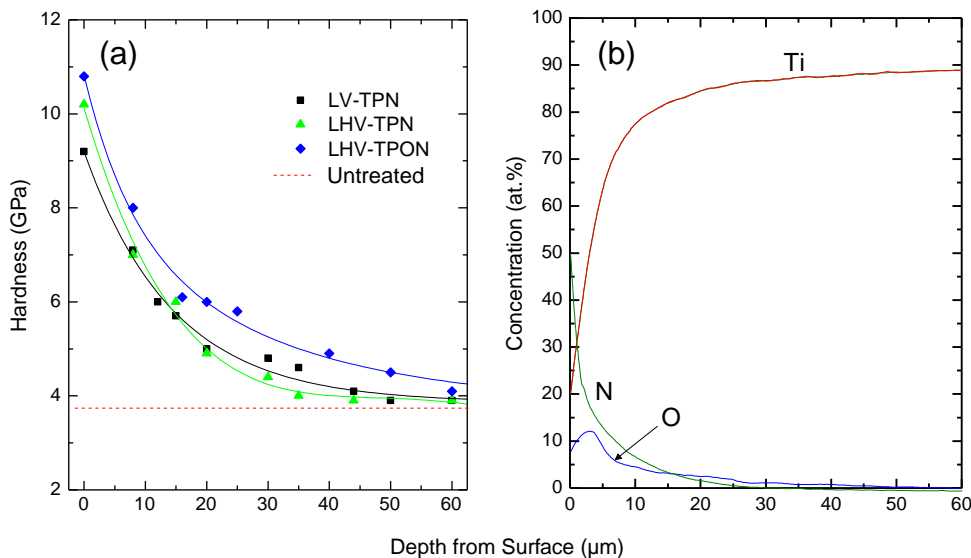 (a)
LV-TPN
LHV-TPN
LHV-TPON
Untreated
Hardness (GPa)
12
10
8
6
4
2
0 10 20 30 40 50 60
(b)
Ti
N
O
Concentration (at.%)
100
90
80
70
60
50
40
30
20
10
0
0 10 20 30 40 50 60
Depth from Surface (μm)